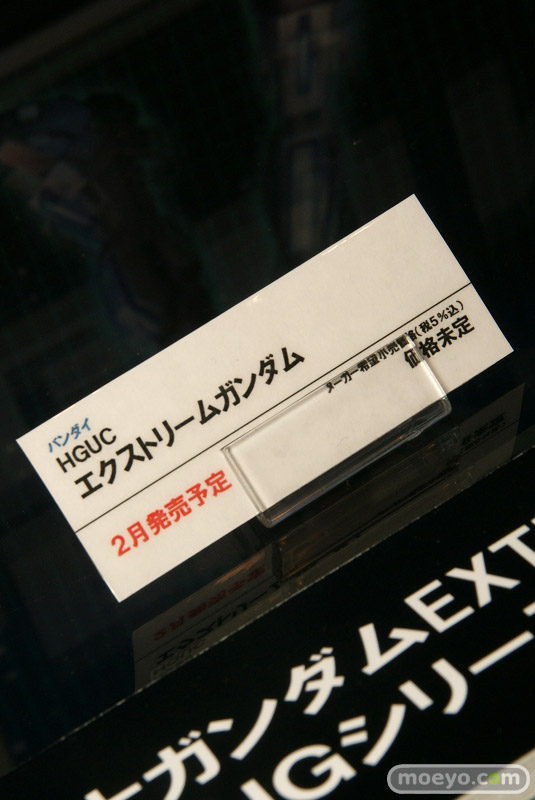 バンダイ
HGUC
エクストリームガンダム
メーカー希望小売価格(税5%込)
価格未定
2月発売予定
ガンダムEXT
Gシリー
moeyo.com